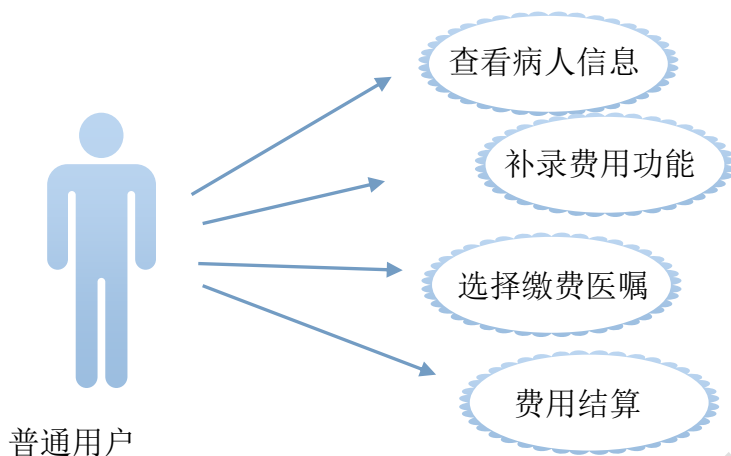 查看病人信息
补录费用功能
选择缴费医嘱
费用结算
普通用户